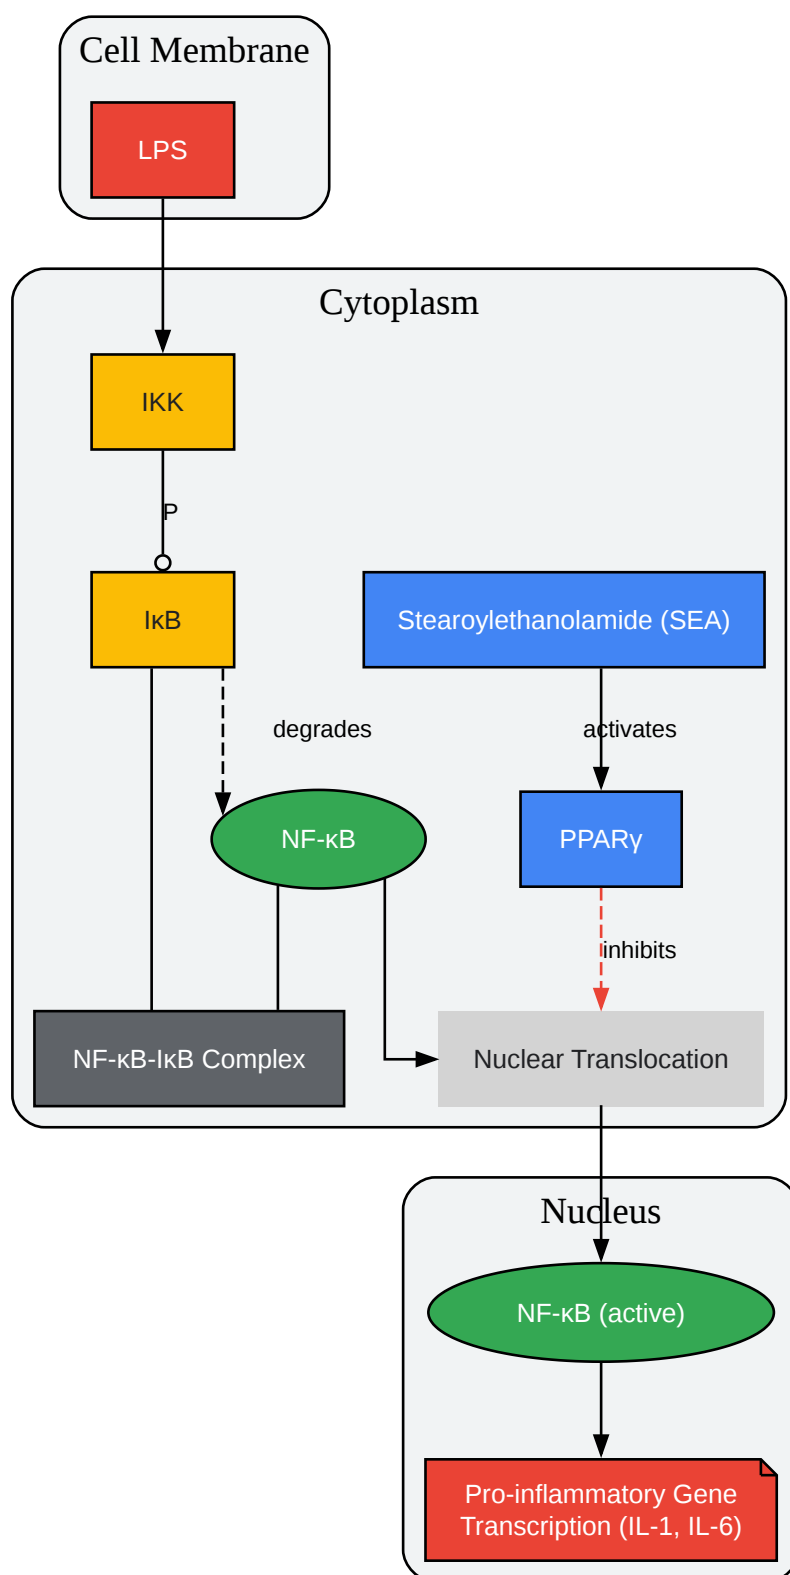 Cell Membrane
LPS
Cytoplasm
IKK
P
IκB
Stearoylethanolamide (SEA)
degrades
activates
NF-κB
PPARγ
inhibits
NF-κB-IκB Complex
Nuclear Translocation
Nucleus
NF-κB (active)
Pro-inflammatory Gene
Transcription (IL-1, IL-6)